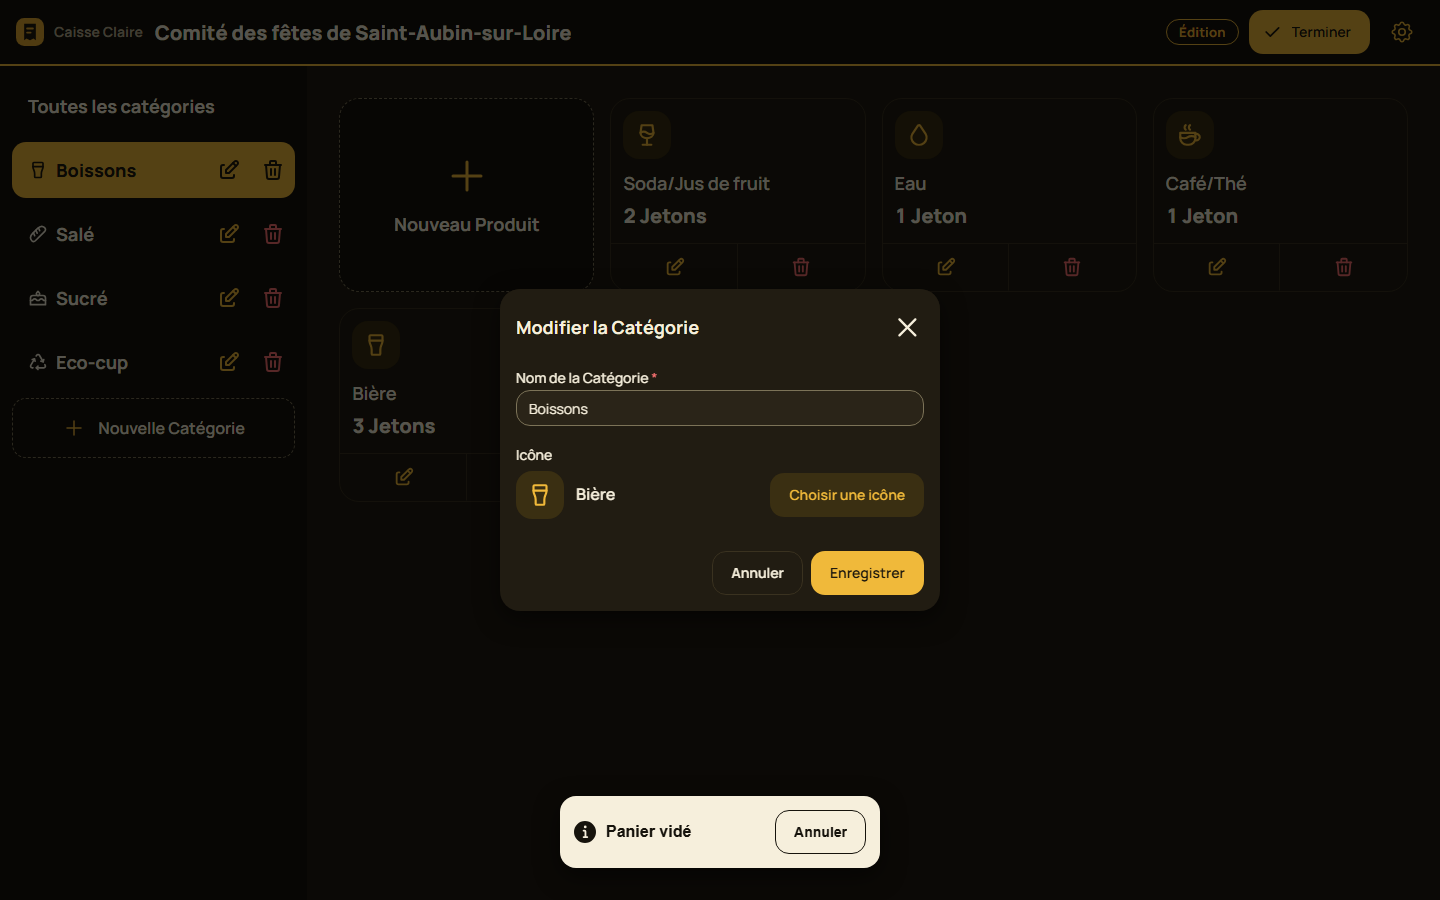 Caisse Claire
Comité des fêtes de Saint-Aubin-sur-Loire
Édition
Terminer
Toutes les catégories
Boissons
Salé
Sucré
Eco-cup
Nouvelle Catégorie
Nouveau Produit
Soda/Jus de fruit
2 Jetons
Eau
1 Jeton
Café/Thé
1 Jeton
Bière
3 Jetons
Modifier la Catégorie
Nom de la Catégorie *
Boissons
Icône
Bière
Choisir une icône
Annuler
Enregistrer
Panier vidé
Annuler